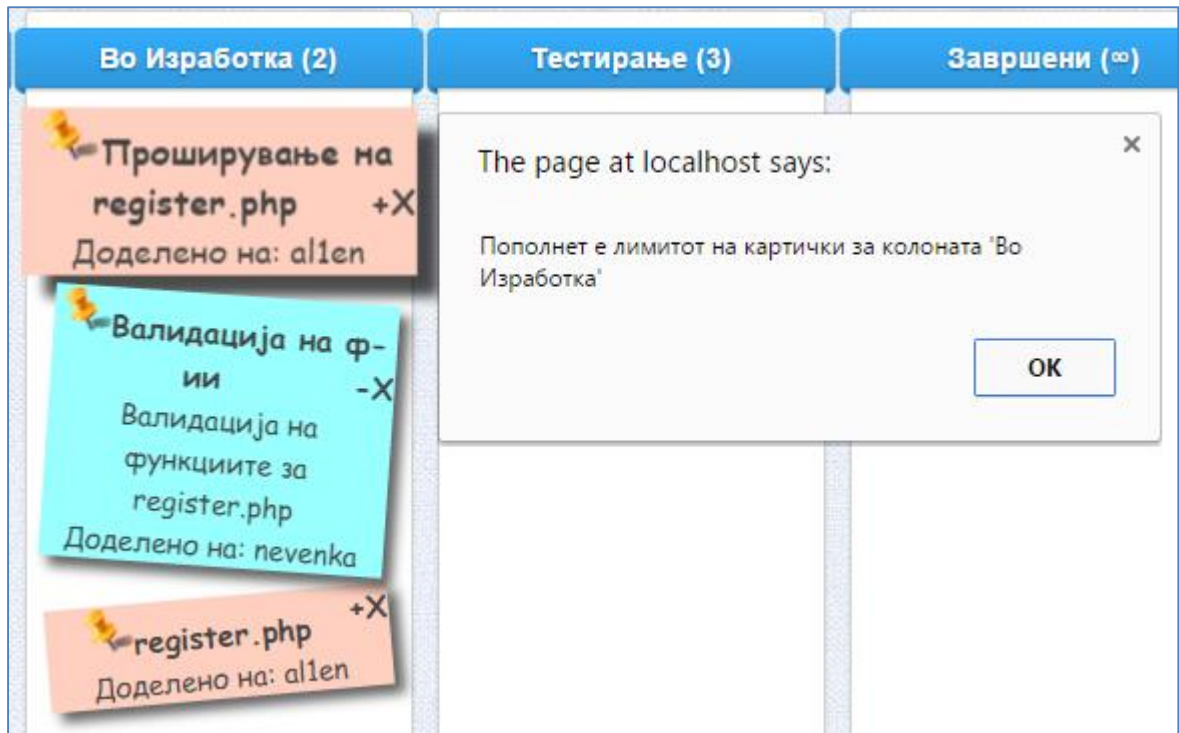 Во Изработка (2)
Тестирање (3)
Завршени (∞)
Проширување на
register.php +X
Доделено на: al1en
Валидација на ф-
ии -X
Валидација на
функциите за
register.php
Доделено на: nevenka
+X
register.php
Доделено на: al1en
The page at localhost says:
×
Пополнет е лимитот на картички за колоната 'Во
Изработка'
OK